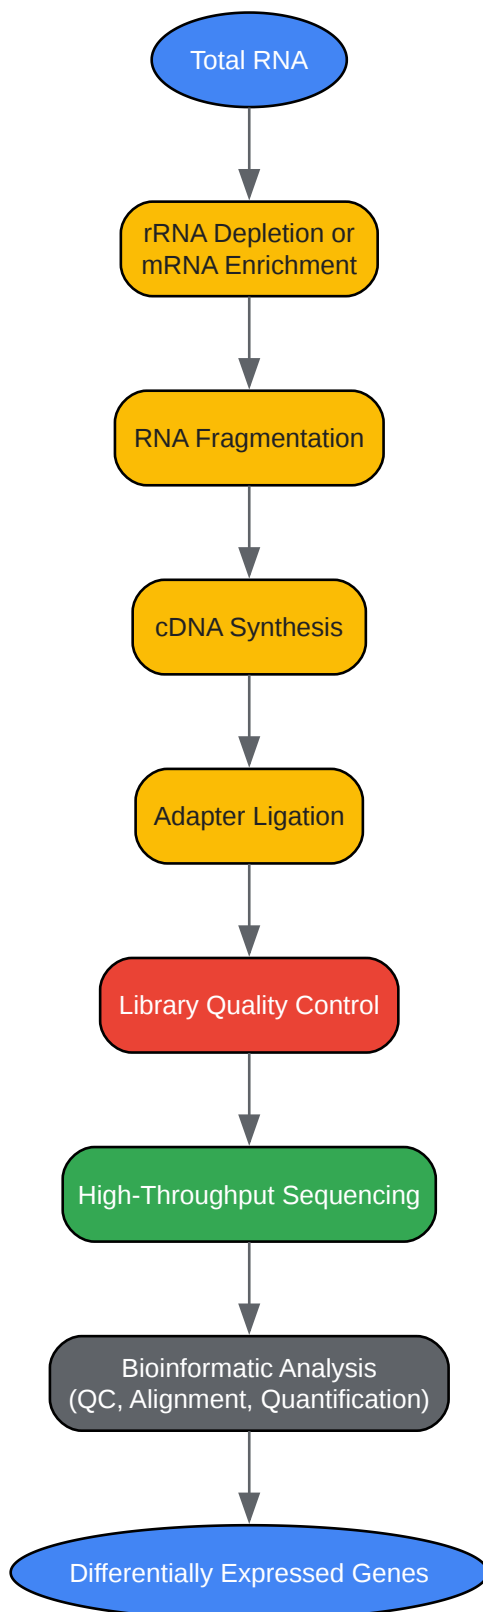 Total RNA
rRNA Depletion or
mRNA Enrichment
RNA Fragmentation
cDNA Synthesis
Adapter Ligation
Library Quality Control
High-Throughput Sequencing
Bioinformatic Analysis
(QC, Alignment, Quantification)
Differentially Expressed Genes